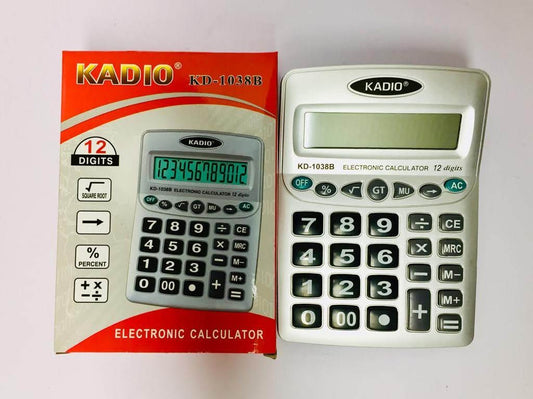 KADIO®
KD-1038B
12
DIGITS
√
SQUARE ROOT
→
%
PERCENT
+ ×
− ÷
KADIO®
123456789012
KD-1038B ELECTRONIC CALCULATOR 12 digits
OFF % √ GT MU → AC
7 8 9 ÷ CE
4 5 6 × MRC
1 2 3 − M−
0 00 • + M+
=
ELECTRONIC CALCULATOR
KADIO®
KD-1038B ELECTRONIC CALCULATOR 12 digits
OFF % √ GT MU → AC
7 8 9 ÷ CE
4 5 6 × MRC
1 2 3 − M−
0 00 • + M+
=